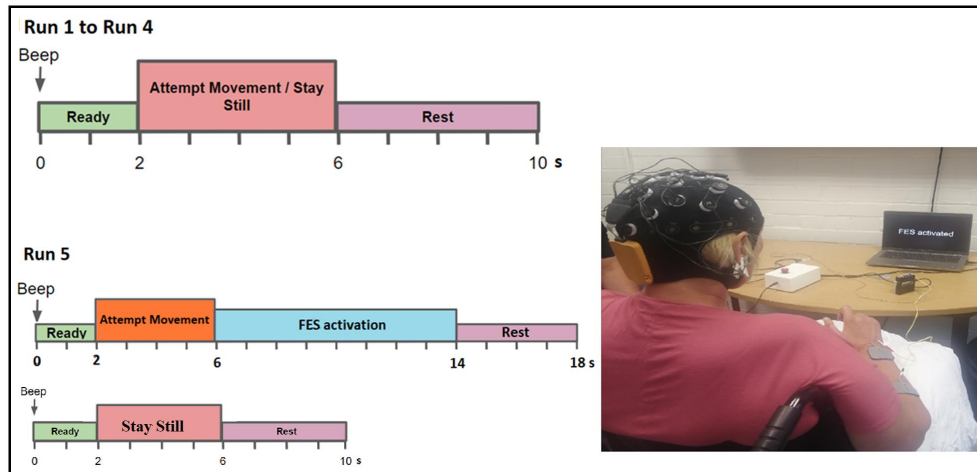 Run 1 to Run 4
Beep
Attempt Movement / Stay
Still
Ready
Rest
0 2 6 10 s
Run 5
Beep
Attempt Movement
FES activation
Ready
Rest
0 2 6 14 18 s
Beep
Stay Still
Ready
Rest
0 2 6 10 s
FES activated